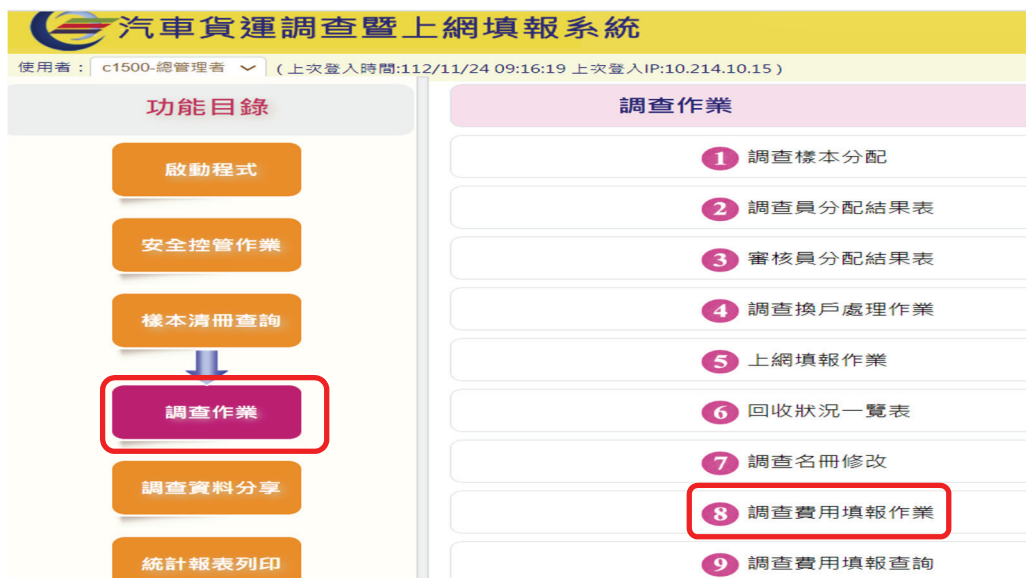 汽車貨運調查暨上網填報系統
使用者： c1500-總管理者 (上次登入時間:112/11/24 09:16:19 上次登入IP:10.214.10.15)
功能目錄
啟動程式
安全控管作業
樣本清冊查詢
調查作業
調查資料分享
統計報表列印
調查作業
1 調查樣本分配
2 調查員分配結果表
3 審核員分配結果表
4 調查換戶處理作業
5 上網填報作業
6 回收狀況一覽表
7 調查名冊修改
8 調查費用填報作業
9 調查費用填報查詢